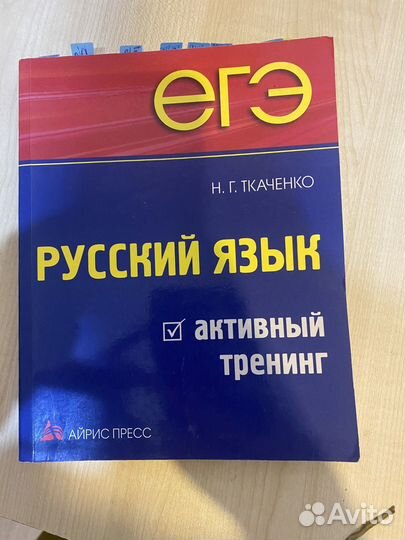 ЕГЭ
Н. Г. ТКАЧЕНКО
РУССКИЙ ЯЗЫК
активный
тренинг
АЙРИС ПРЕСС
Avito